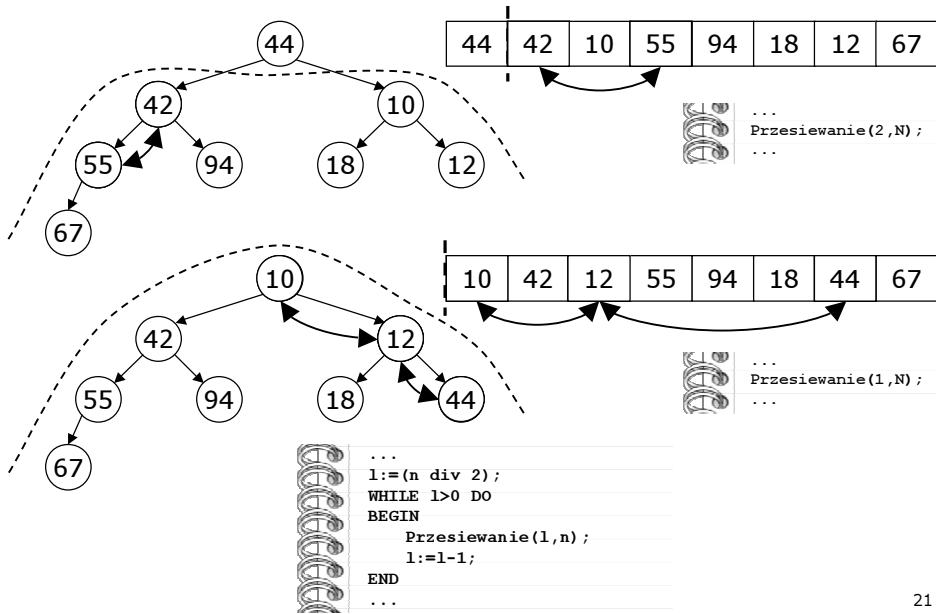 44
42
10
55
94
18
12
67
44 42 10 55 94 18 12 67
...
Przesiewanie(2,N);
...
10
42
12
55
94
18
44
67
10 42 12 55 94 18 44 67
...
Przesiewanie(1,N);
...
...
l:=(n div 2);
WHILE l>0 DO
BEGIN
Przesiewanie(l,n);
l:=l-1;
END
...
21